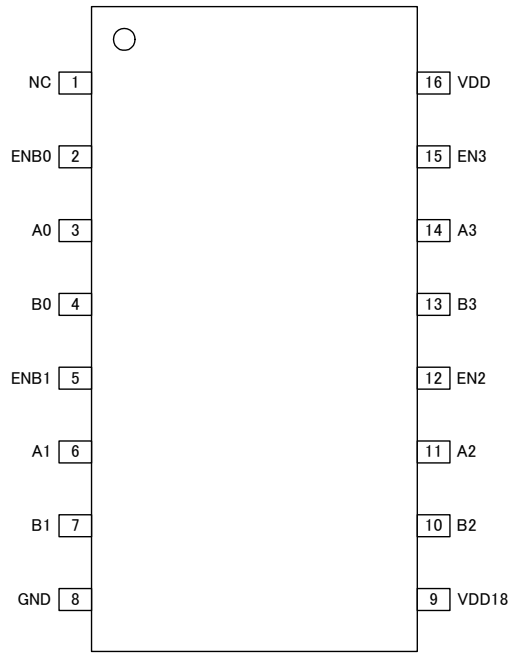 NC 1 16 VDD
ENB0 2 15 EN3
A0 3 14 A3
B0 4 13 B3
ENB1 5 12 EN2
A1 6 11 A2
B1 7 10 B2
GND 8 9 VDD18